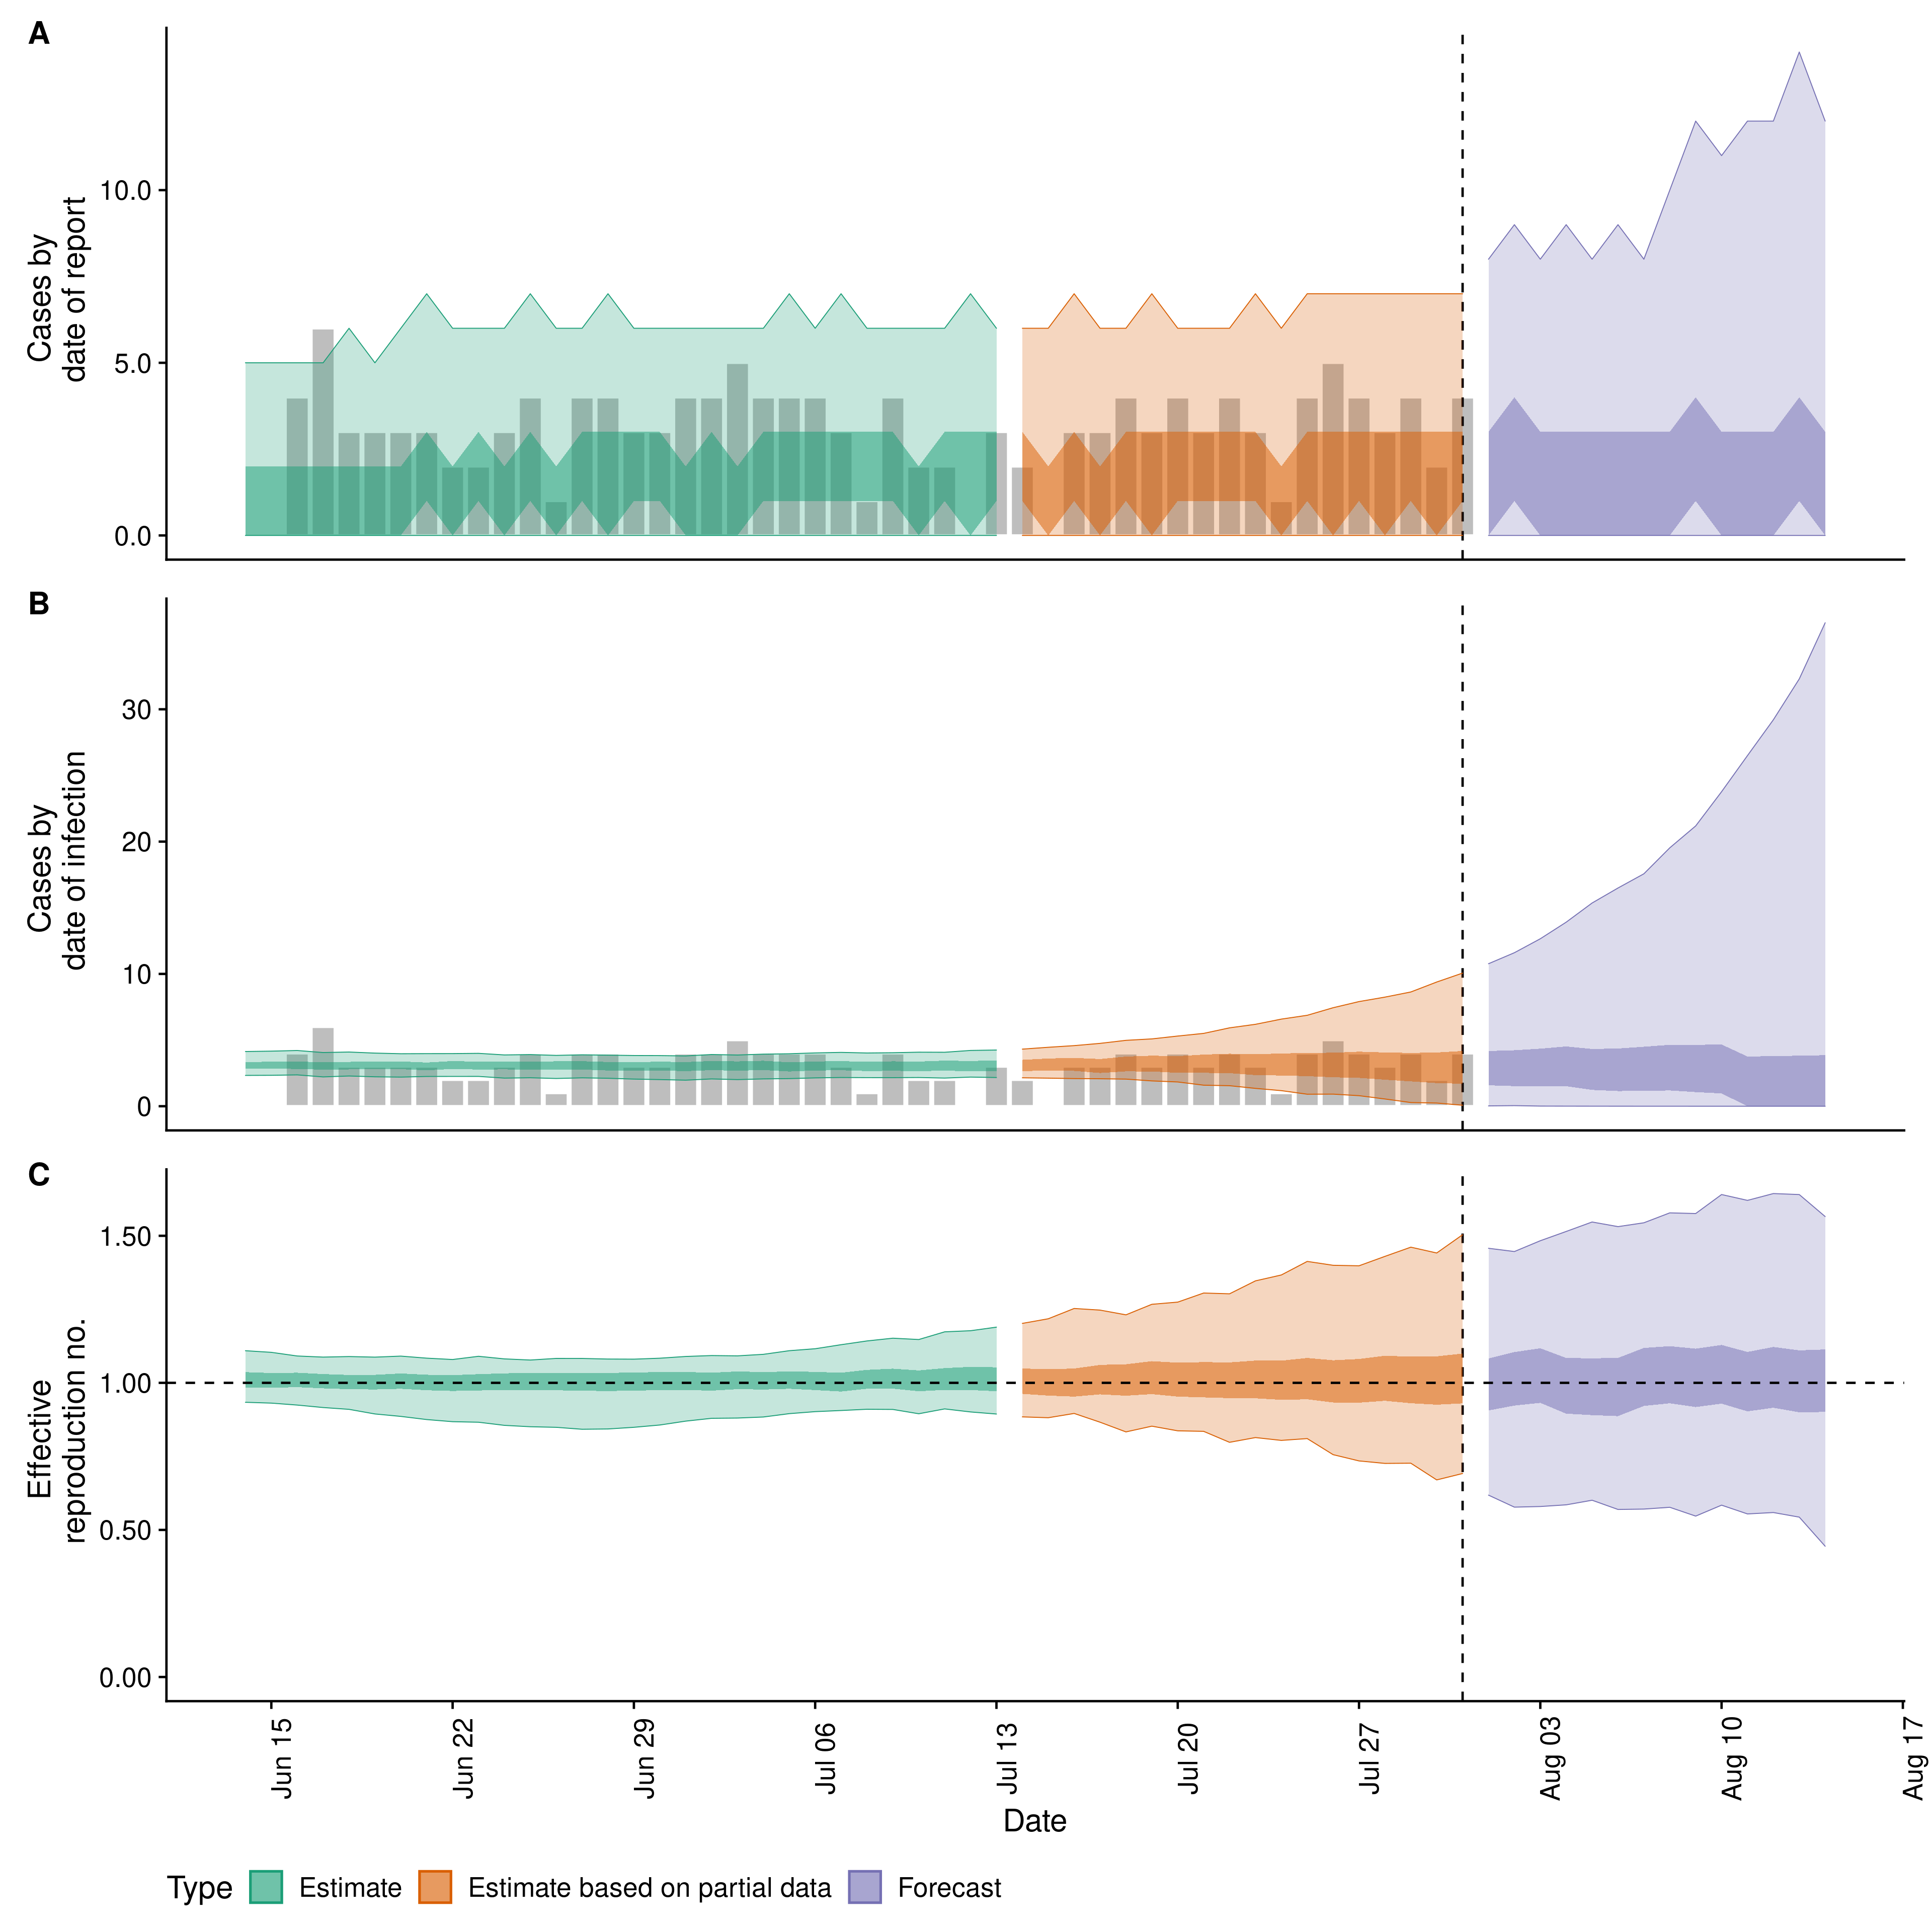 A
Cases by
date of report
10.0
5.0
0.0
B
Cases by
date of infection
30
20
10
0
C
Effective
reproduction no.
1.50
1.00
0.50
0.00
Jun 15
Jun 22
Jun 29
Jul 06
Jul 13
Jul 20
Jul 27
Aug 03
Aug 10
Aug 17
Date
Type
Estimate
Estimate based on partial data
Forecast